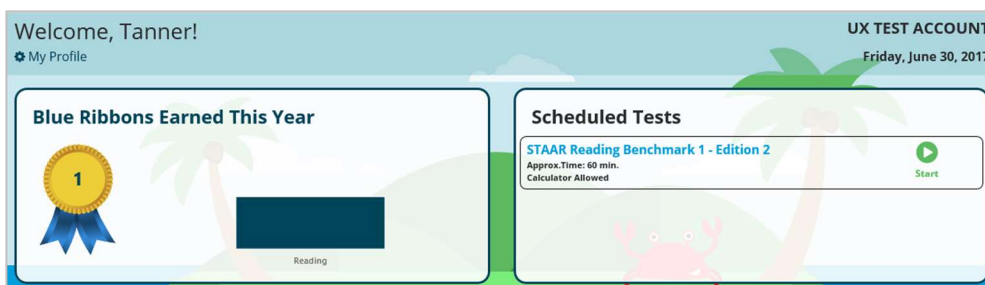 Welcome, Tanner!
My Profile
UX TEST ACCOUNT
Friday, June 30, 2017
Blue Ribbons Earned This Year
1
Reading
Scheduled Tests
STAAR Reading Benchmark 1 - Edition 2
Approx.Time: 60 min.
Calculator Allowed
Start